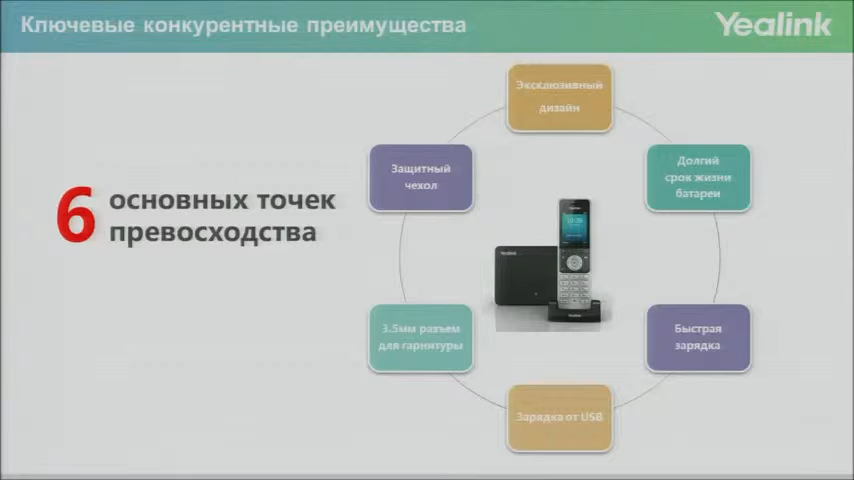 Ключевые конкурентные преимущества
Yealink
6
основных точек
превосходства
Эксклюзивный
дизайн
Долгий
срок жизни
батареи
Быстрая
зарядка
Зарядка от USB
3.5мм разъем
для гарнитуры
Защитный
чехол